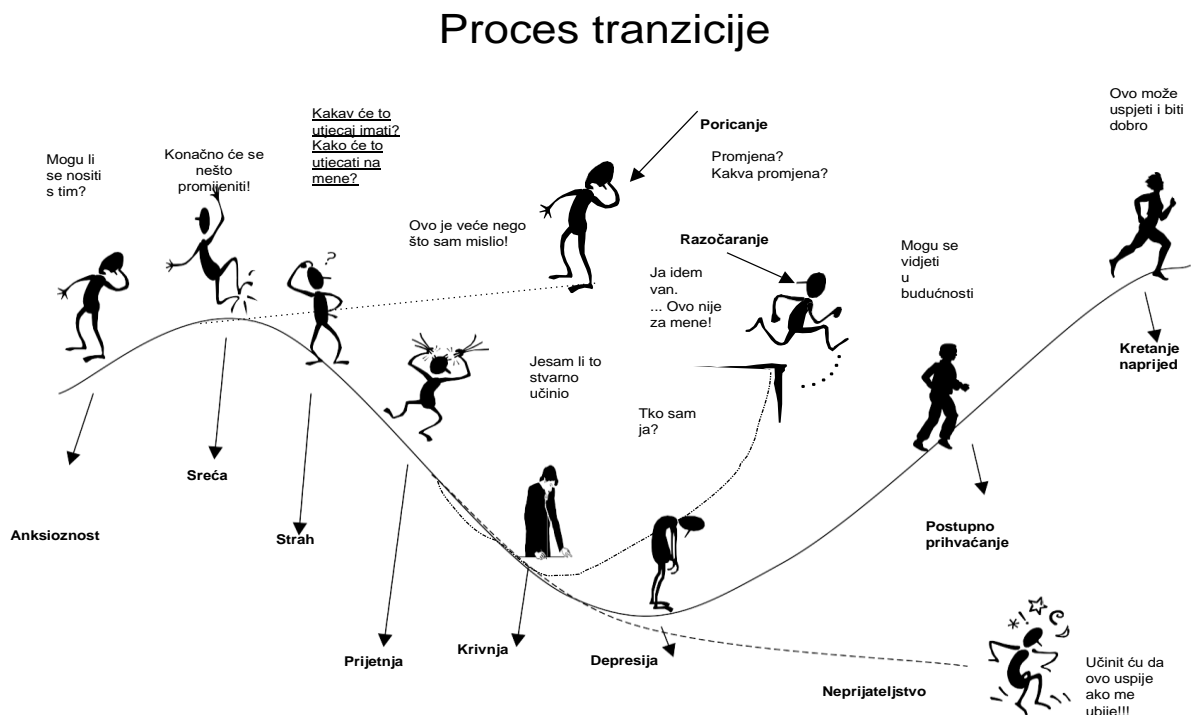 Proces tranzicije
Mogu li
se nositi
s tim?
Konačno će se
nešto
promijeniti!
Kakav će to
utjecaj imati?
Kako će to
utjecati na
mene?
?
Ovo je veće nego
što sam mislio!
Poricanje
Promjena?
Kakva promjena?
Razočaranje
Ja idem
van.
... Ovo nije
za mene!
Mogu se
vidjeti
u
budućnosti
Ovo može
uspjeti i biti
dobro
Kretanje
naprijed
Jesam li to
stvarno
učinio
Tko sam
ja?
Sreća
Anksioznost
Strah
Postupno
prihvaćanje
Prijetnja
Krivnja
Depresija
Neprijateljstvo
*!
Učinit ću da
ovo uspije
ako me
ubije!!!